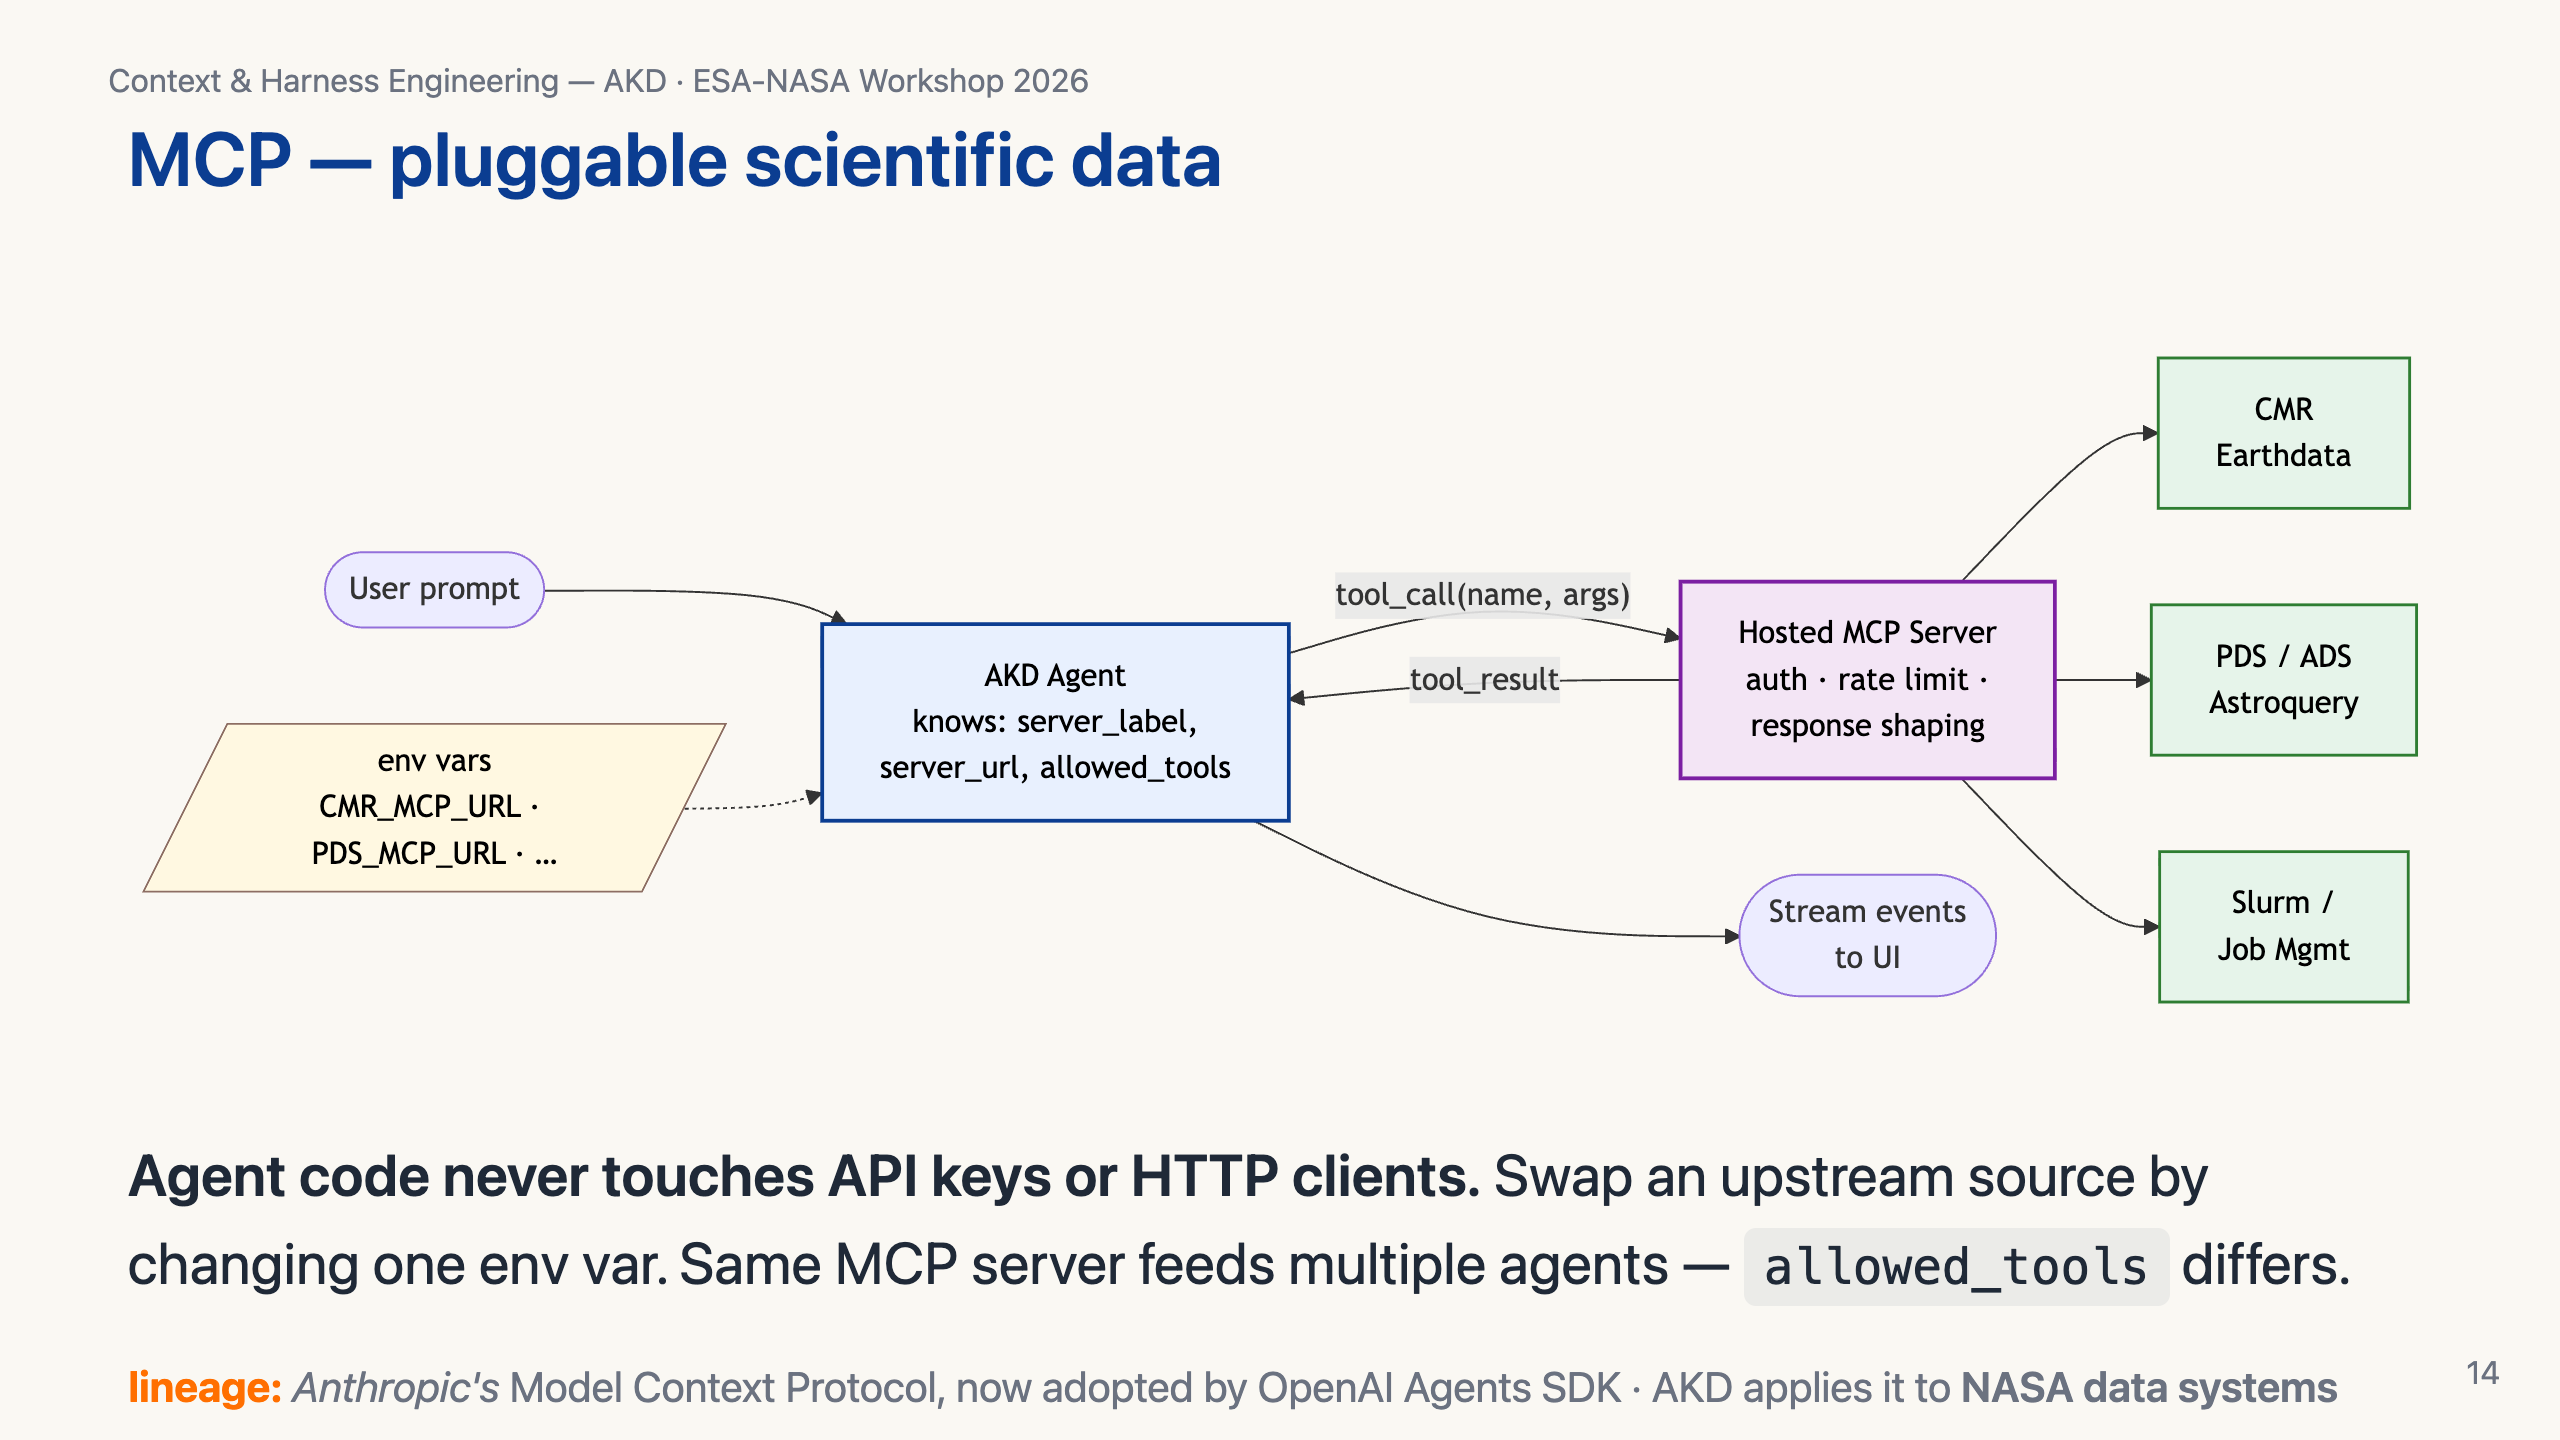 Context & Harness Engineering — AKD · ESA-NASA Workshop 2026
MCP — pluggable scientific data
User prompt
env vars
CMR_MCP_URL ·
PDS_MCP_URL · ...
AKD Agent
knows: server_label,
server_url, allowed_tools
tool_call(name, args)
tool_result
Hosted MCP Server
auth · rate limit ·
response shaping
Stream events
to UI
CMR
Earthdata
PDS / ADS
Astroquery
Slurm /
Job Mgmt
Agent code never touches API keys or HTTP clients. Swap an upstream source by
changing one env var. Same MCP server feeds multiple agents — allowed_tools differs.
lineage: Anthropic's Model Context Protocol, now adopted by OpenAI Agents SDK · AKD applies it to NASA data systems
14